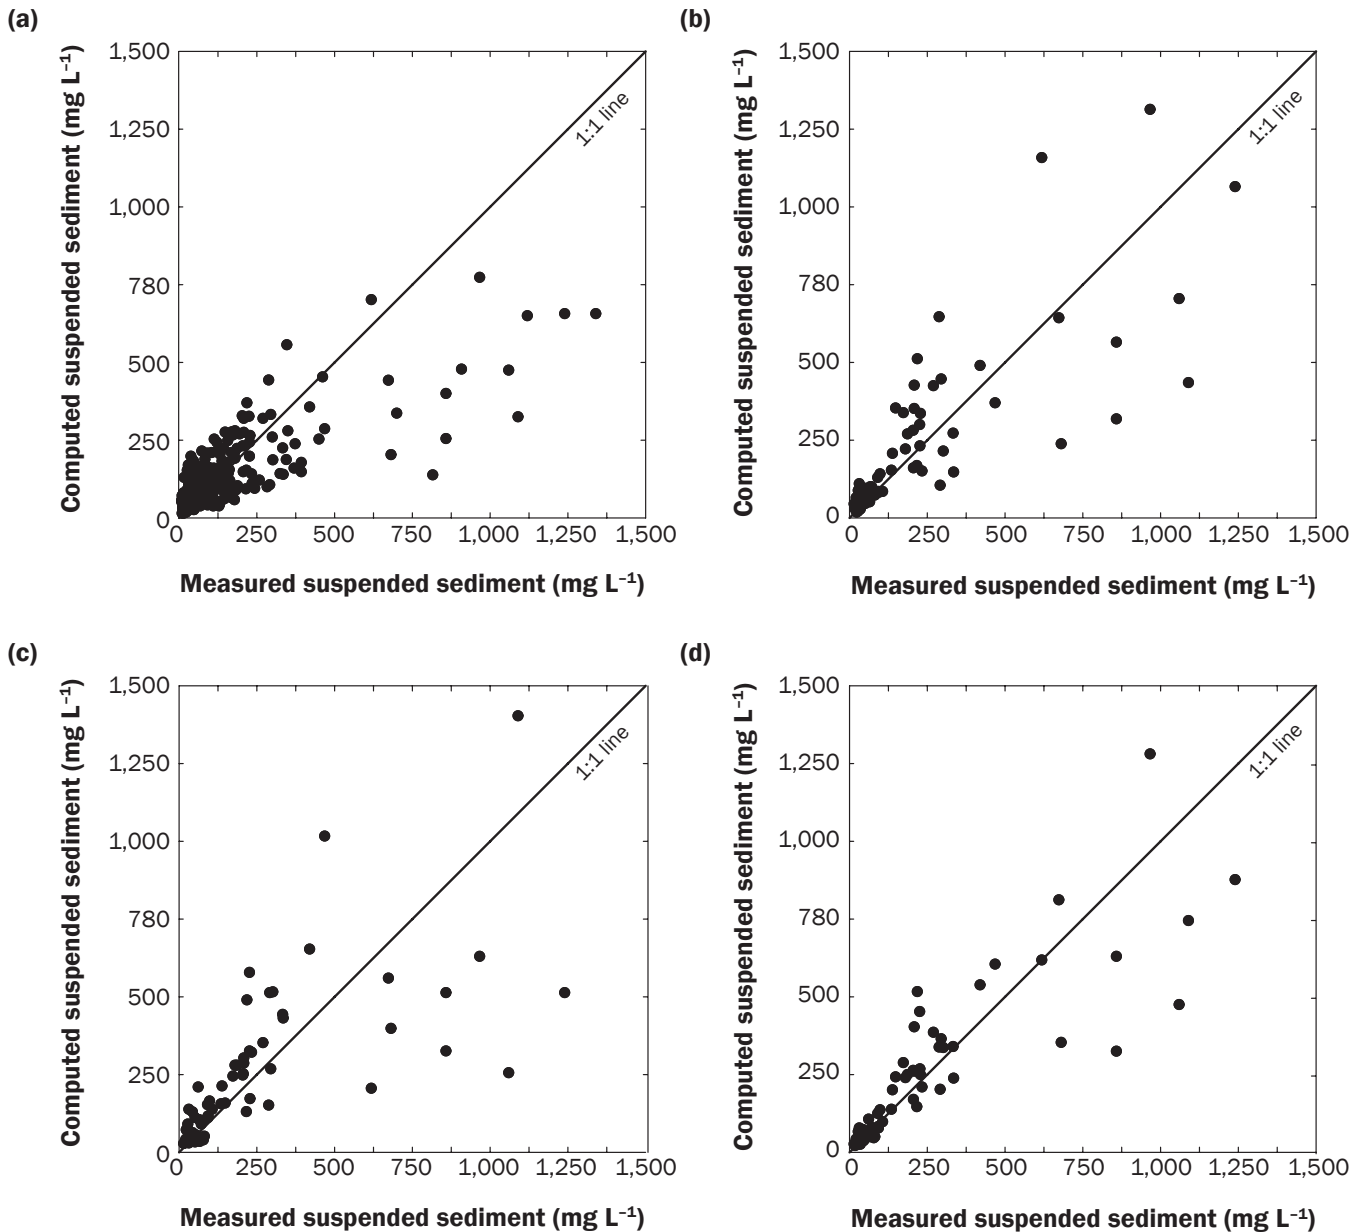 (a)
Computed suspended sediment (mg L⁻¹)
1,500
1,250
1,000
780
500
250
0
1:1 line
0 250 500 750 1,000 1,250 1,500
Measured suspended sediment (mg L⁻¹)
(b)
Computed suspended sediment (mg L⁻¹)
1,500
1,250
1,000
780
500
250
0
1:1 line
0 250 500 750 1,000 1,250 1,500
Measured suspended sediment (mg L⁻¹)
(c)
Computed suspended sediment (mg L⁻¹)
1,500
1,250
1,000
780
500
250
0
1:1 line
0 250 500 750 1,000 1,250 1,500
Measured suspended sediment (mg L⁻¹)
(d)
Computed suspended sediment (mg L⁻¹)
1,500
1,250
1,000
780
500
250
0
1:1 line
0 250 500 750 1,000 1,250 1,500
Measured suspended sediment (mg L⁻¹)